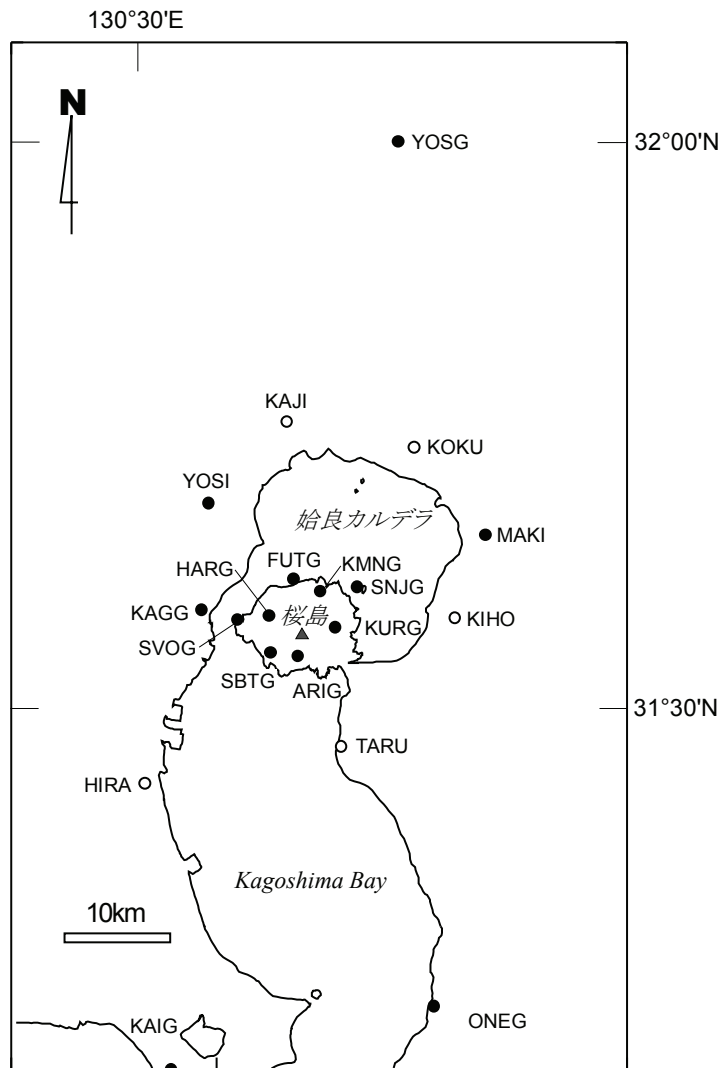 130°30'E
N
YOSG
32°00'N
KAJI
KOKU
YOSI
姶良カルデラ
MAKI
FUTG
KMNG
HARG
SNJG
桜島
KAGG
KURG
KIHO
SVOG
SBTG
ARIG
31°30'N
TARU
HIRA
Kagoshima Bay
10km
KAIG
ONEG